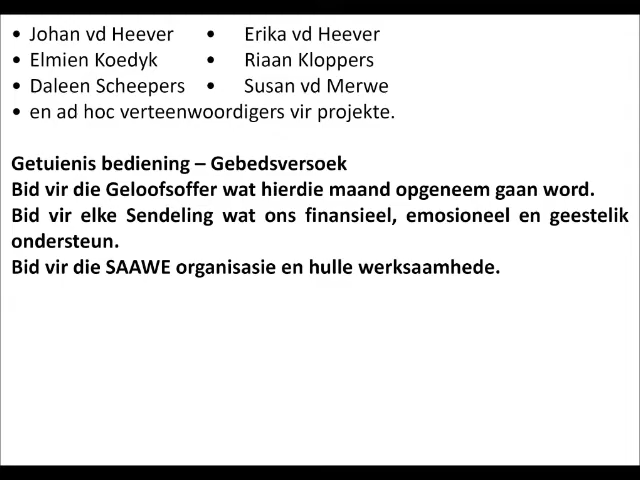 • Johan vd Heever • Erika vd Heever
• Elmien Koedyk • Riaan Kloppers
• Daleen Scheepers • Susan vd Merwe
• en ad hoc verteenwoordigers vir projekte.
Getuienis bediening – Gebedsversoek
Bid vir die Geloofsoffer wat hierdie maand opgeneem gaan word.
Bid vir elke Sendeling wat ons finansieel, emosioneel en geestelik
ondersteun.
Bid vir die SAAWE organisasie en hulle werksaamhede.